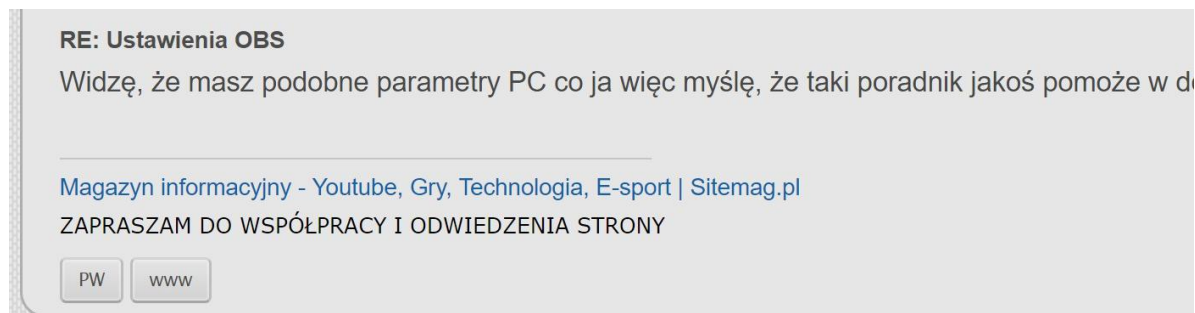 RE: Ustawienia OBS
Widzę, że masz podobne parametry PC co ja więc myślę, że taki poradnik jakoś pomoże w
Magazyn informacyjny - Youtube, Gry, Technologia, E-sport | Sitemag.pl
ZAPRASZAM DO WSPÓŁPRACY I ODWIEDZENIA STRONY
PW www